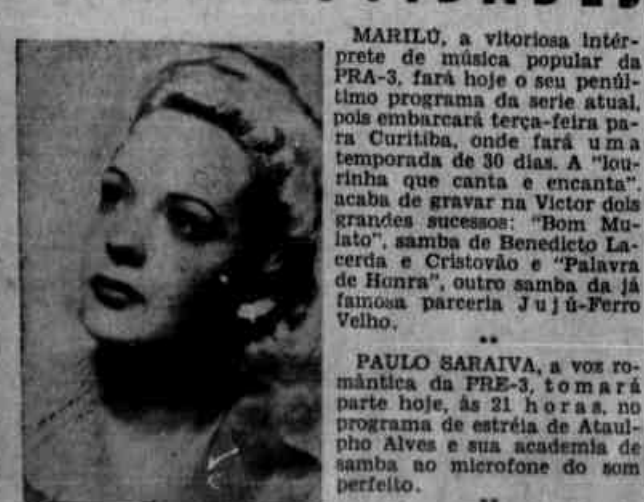 MARILÚ, a vitoriosa intér-
prete de música popular da
PRA-3, fará hoje o seu penúl-
timo programa da serie atual
pois embarcará terça-feira pa-
ra Curitiba, onde fará uma
temporada de 30 dias. A "lou-
rinha que canta e encanta"
acaba de gravar na Victor dois
grandes sucessos: "Bom Mu-
lato", samba de Benedicto La-
cerda e Cristovão e "Palavra
de Honra", outro samba da já
famosa parceria Jujú-Ferro
Velho.
**
PAULO SARAIVA, a voz ro-
mântica da PRE-3, tomará
parte hoje, às 21 horas, no
programa de estréia de Ataul-
pho Alves e sua academia de
samba ao microfone do som
perfeito.